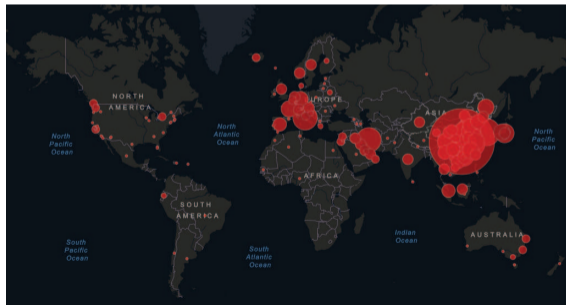 NORTH
AMERICA
North
Pacific
Ocean
North
Atlantic
Ocean
EUROPE
ASIA
North
Pacific
Ocean
AFRICA
SOUTH
AMERICA
Indian
Ocean
AUSTRALIA
South
Pacific
Ocean
South
Atlantic
Ocean